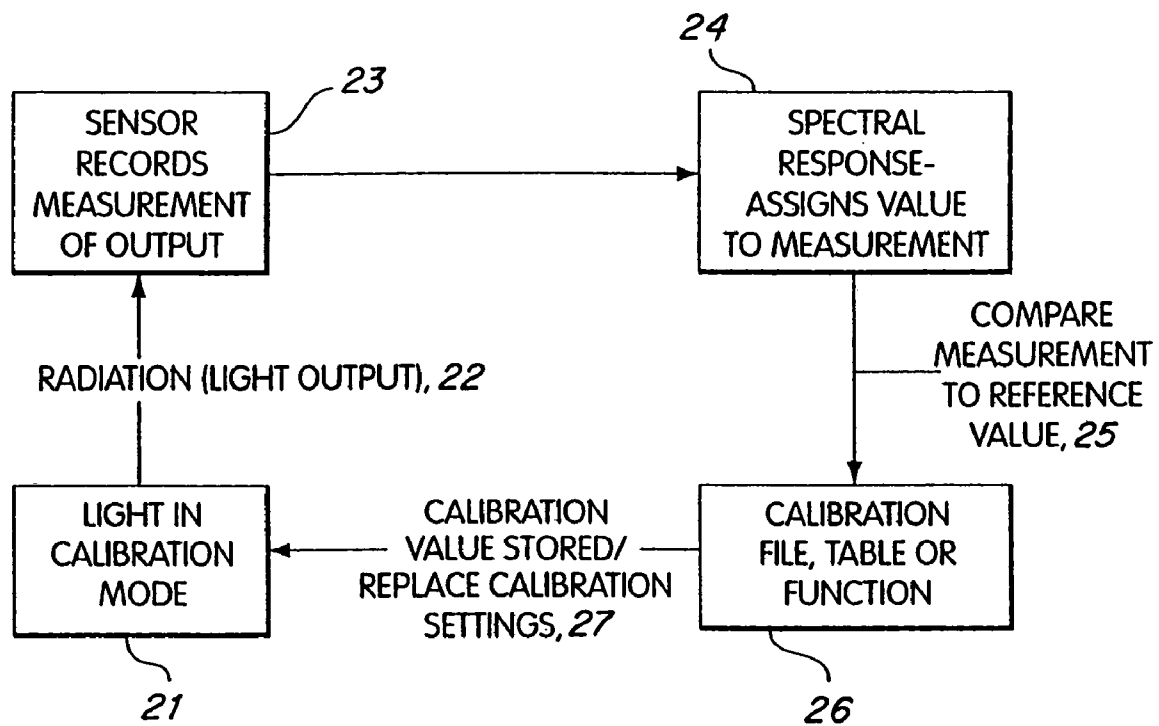 23
SENSOR
RECORDS
MEASUREMENT
OF OUTPUT
24
SPECTRAL
RESPONSE-
ASSIGNS VALUE
TO MEASUREMENT
COMPARE
MEASUREMENT
TO REFERENCE
VALUE, 25
RADIATION (LIGHT OUTPUT), 22
LIGHT IN
CALIBRATION
MODE
21
CALIBRATION
VALUE STORED/
REPLACE CALIBRATION
SETTINGS, 27
CALIBRATION
FILE, TABLE OR
FUNCTION
26